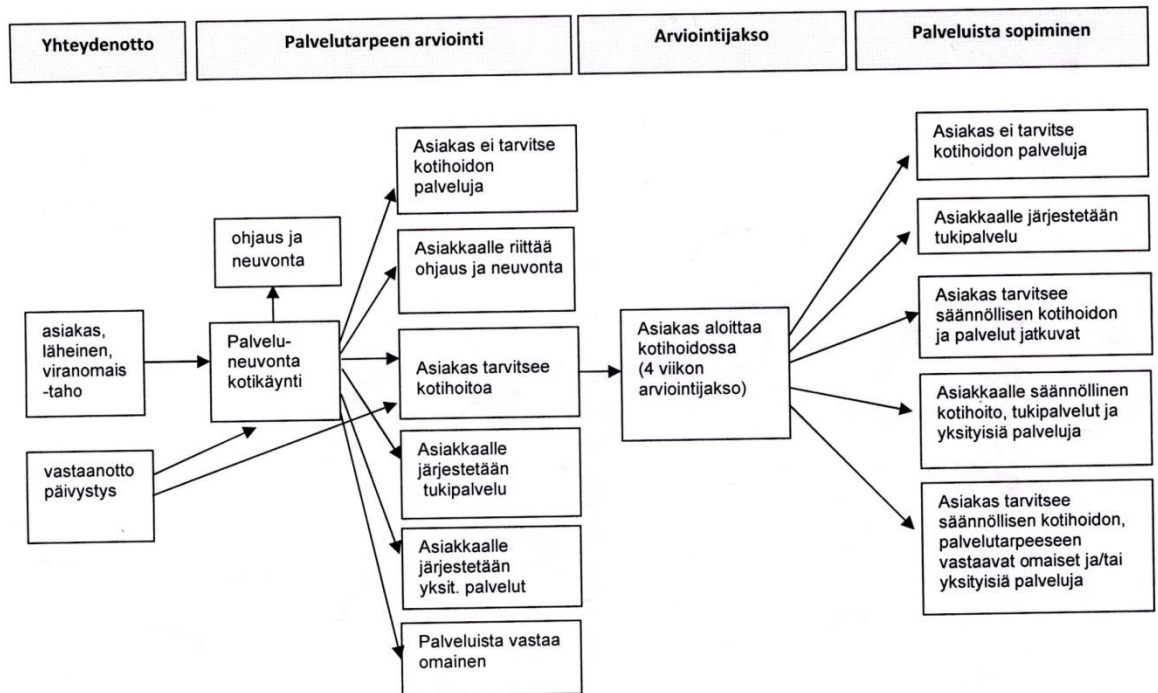 Yhteydenotto
Palvelutarpeen arviointi
Arviointijakso
Palveluista sopiminen
asiakas,
läheinen,
viranomais
-taho
vastaanotto
päivystys
ohjaus ja
neuvonta
Palvelu-
neuvonta
kotikäynti
Asiakas ei tarvitse
kotihoidon
palveluja
Asiakkaalle riittää
ohjaus ja neuvonta
Asiakas tarvitsee
kotihoitoa
Asiakkaalle
järjestetään
tukipalvelu
Asiakkaalle
järjestetään
yksit. palvelut
Palveluista vastaa
omainen
Asiakas aloittaa
kotihoidossa
(4 viikon
arviointijakso)
Asiakas ei tarvitse
kotihoidon palveluja
Asiakkaalle järjestetään
tukipalvelu
Asiakas tarvitsee
säännöllisen kotihoidon
ja palvelut jatkuvat
Asiakkaalle säännöllinen
kotihoito, tukipalvelut ja
yksityisiä palveluja
Asiakas tarvitsee
säännöllisen kotihoidon,
palvelutarpeeseen
vastaavat omaiset ja/tai
yksityisiä palveluja